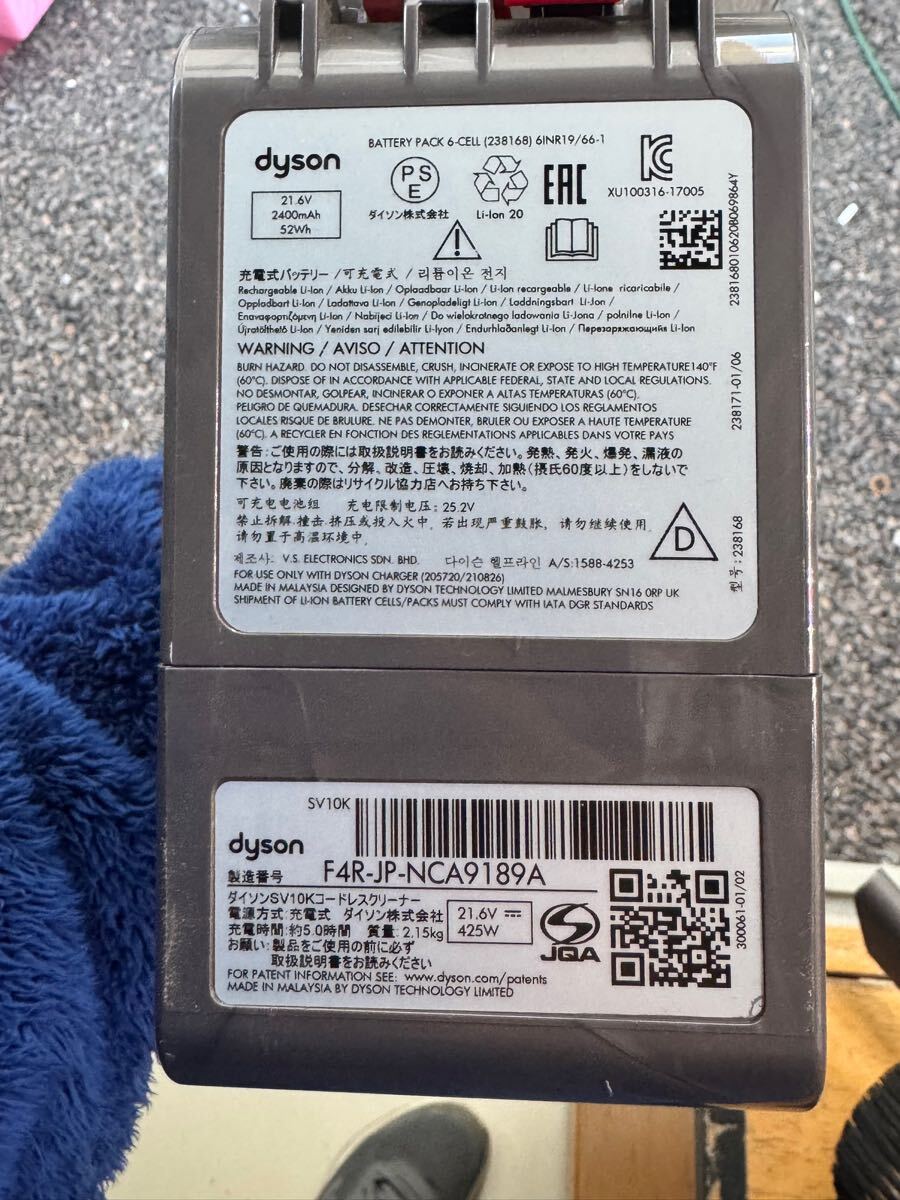 BATTERY PACK 6-CELL (238168) 6INR19/66-1
dyson
PSE
EAC
21.6V
2400mAh
52Wh
ダイソン株式会社
Li-Ion 20
XU100316-17005
充電式バッテリー/可充電式 / 리튬이온 전지
Rechargeable Li-Ion / Akku Li-Ion / Oplaadbaar Li-Ion / Li-Ion recargeable / Li-Ione ricaricabile /
Oppladbart Li-Ion / Ladattava Li-Ion / Genopladeligt Li-Ion / Laddningsbart Li-Jon /
Επαναφορτιζόμενη Li-Ion / Nabíjecí Li-Ion / Do wielokrotnego ładowania Li-Jona / polnilne Li-Ion /
Újratölthető Li-Ion / Yeniden sarj edilebilir Li-Iyon / Endurhlaðanlegt Li-Ion / Перезаряжающийя Li-Ion
WARNING / AVISO / ATTENTION
BURN HAZARD. DO NOT DISASSEMBLE, CRUSH, INCINERATE OR EXPOSE TO HIGH TEMPERATURE140°F
(60°C). DISPOSE OF IN ACCORDANCE WITH APPLICABLE FEDERAL, STATE AND LOCAL REGULATIONS.
NO DESMONTAR, GOLPEAR, INCINERAR O EXPONER A ALTAS TEMPERATURAS (60°C).
PELIGRO DE QUEMADURA. DESECHAR CORRECTAMENTE SIGUIENDO LOS REGLAMENTOS
LOCALES RISQUE DE BRULURE. NE PAS DEMONTER, BRULER OU EXPOSER A HAUTE TEMPERATURE
(60°C). A RECYCLER EN FONCTION DES REGLEMENTATIONS APPLICABLES DANS VOTRE PAYS
警告:ご使用の際には取扱説明書をお読みください。発熱、発火、爆発、漏液の
原因となりますので、分解、改造、圧壊、焼却、加熱(摂氏60度以上)をしないで
下さい。廃棄の際はリサイクル協力店へお持ち下さい。
可充电电池组 充电限制电压: 25.2V
禁止拆解.撞击.挤压或投入火中. 若出现严重鼓胀, 请勿继续使用.
请勿置于高温环境中.
제조사: V.S. ELECTRONICS SDN. BHD. 다이슨 헬프라인 A/S:1588-4253
FOR USE ONLY WITH DYSON CHARGER (205720/210826)
MADE IN MALAYSIA DESIGNED BY DYSON TECHNOLOGY LIMITED MALMESBURY SN16 0RP UK
SHIPMENT OF LI-ION BATTERY CELLS/PACKS MUST COMPLY WITH IATA DGR STANDARDS
D
238168010620B069864Y
238171-01/06
型号: 238168
SV10K
dyson
製造番号 F4R-JP-NCA9189A
ダイソンSV10Kコードレスクリーナー
電源方式:充電式 ダイソン株式会社
充電時間:約5.0時間 質量:2.15kg
21.6V
425W
JQA
お願い:製品をご使用の前に必ず
取扱説明書をお読みください
FOR PATENT INFORMATION SEE: www.dyson.com/patents
MADE IN MALAYSIA BY DYSON TECHNOLOGY LIMITED
300061-01/02